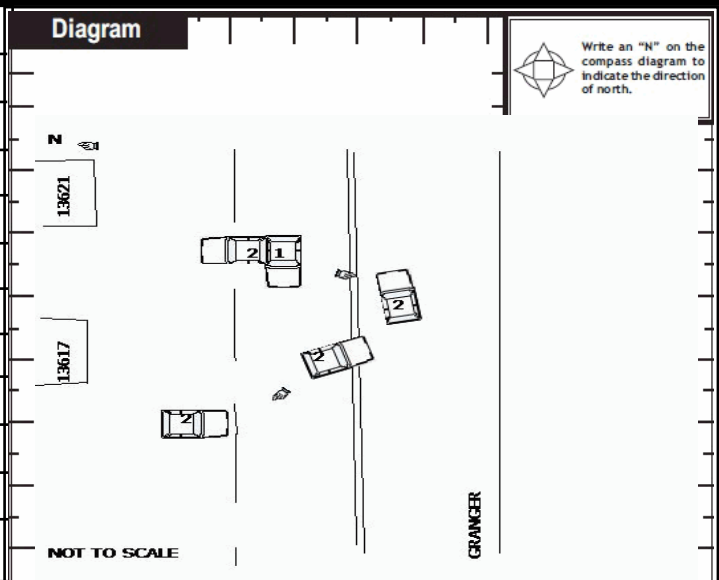 Diagram
Write an “N” on the
compass diagram to
indicate the direction
of north.
N
13621
2 1
2
2
13617
2
GRANGER
NOT TO SCALE